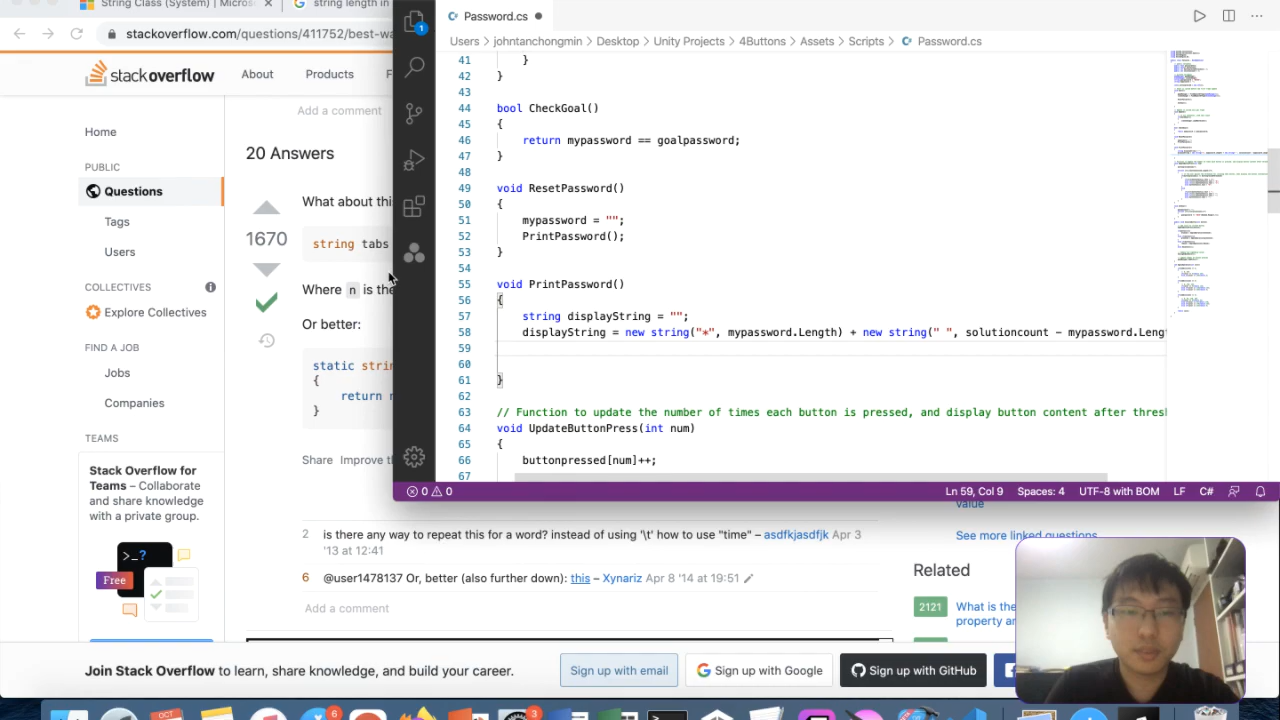 String Class (System) | Micros
string length in
stackoverflow.com/questions/411752/best-wa
stackoverflow
About
Products
Home
PUBLIC
Questions
Tags
Users
COLLECTIVES
Explore Collectives
FIND A JOB
Jobs
Companies
TEAMS
Stack Overflow for
Teams – Collaborate
and share knowledge
with a private group.
>_?
Free
Add a comment
20 Answers
1670
string tabs
Where n is the
Or better:
static strin
{
return n
}
Share Improve th
2 is there any way to repeat this for a word? instead of using '\t' how to use "time" – asdfkjasdfjk Apr 3
'13 at 12:41
6 @user1478137 Or, better (also further down): this – Xynariz Apr 8 '14 at 19:51
Add a comment
value
See more linked questions
Related
2121
What is the
property an
Join Stack Overflow to learn, share knowledge, and build your career.
Sign up with email
Sign up with Google
Sign up with GitHub
1
Password.cs
Users > johntanchongmin > Desktop > Unity Projects > 4Buttons > Assets > Scripts > Password.cs
41 }
42
43
44 ol CheckGoal()
45
46 return mypassword == goalpassword;
47
48
49 void ResetPassword()
50
51 mypassword = "";
52 PrintPassword();
53
54
55 void PrintPassword()
56
57 string displayString = "";
58 displayString = new string("*", mypassword.Length) + new string(" ", solutioncount - mypassword.Leng
59
60
61 }
62
63 // Function to update the number of times each button is pressed, and display button content after thres
64 void UpdateButtonPress(int num)
65 {
66 buttonpressed[num]++;
67
0 0
Ln 59, Col 9 Spaces: 4 UTF-8 with BOM LF C#
OCT
6
3